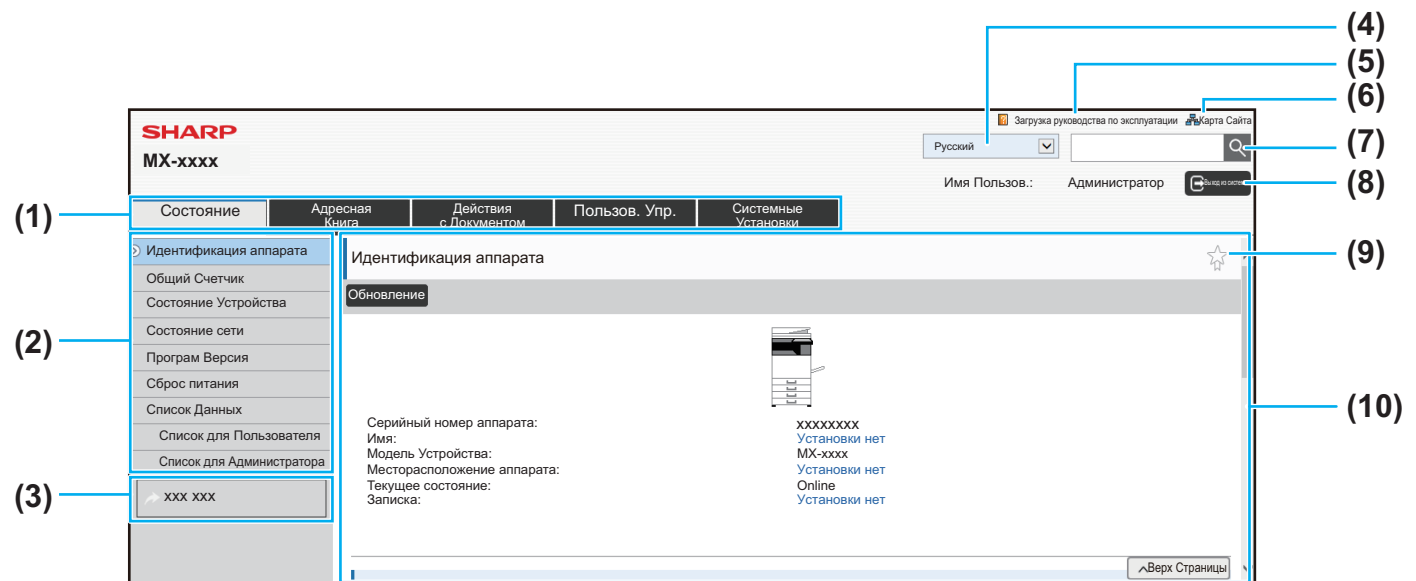 (4)
(5)
(6)
Загрузка руководства по эксплуатации Карта Сайта
SHARP
MX-xxxx
Русский
(7)
Имя Пользов.: Администратор Выход из системы
(8)
(1)
Состояние
Адресная
Книга
Действия
с Документом
Пользов. Упр.
Системные
Установки
(2)
Идентификация аппарата
Общий Счетчик
Состояние Устройства
Состояние сети
Програм Версия
Сброс питания
Список Данных
Список для Пользователя
Список для Администратора
(3)
xxx xxx
Идентификация аппарата
(9)
Обновление
Серийный номер аппарата: xxxxxxxx
Имя: Установки нет
Модель Устройства: MX-xxxx
Месторасположение аппарата: Установки нет
Текущее состояние: Online
Записка: Установки нет
(10)
Верх Страницы